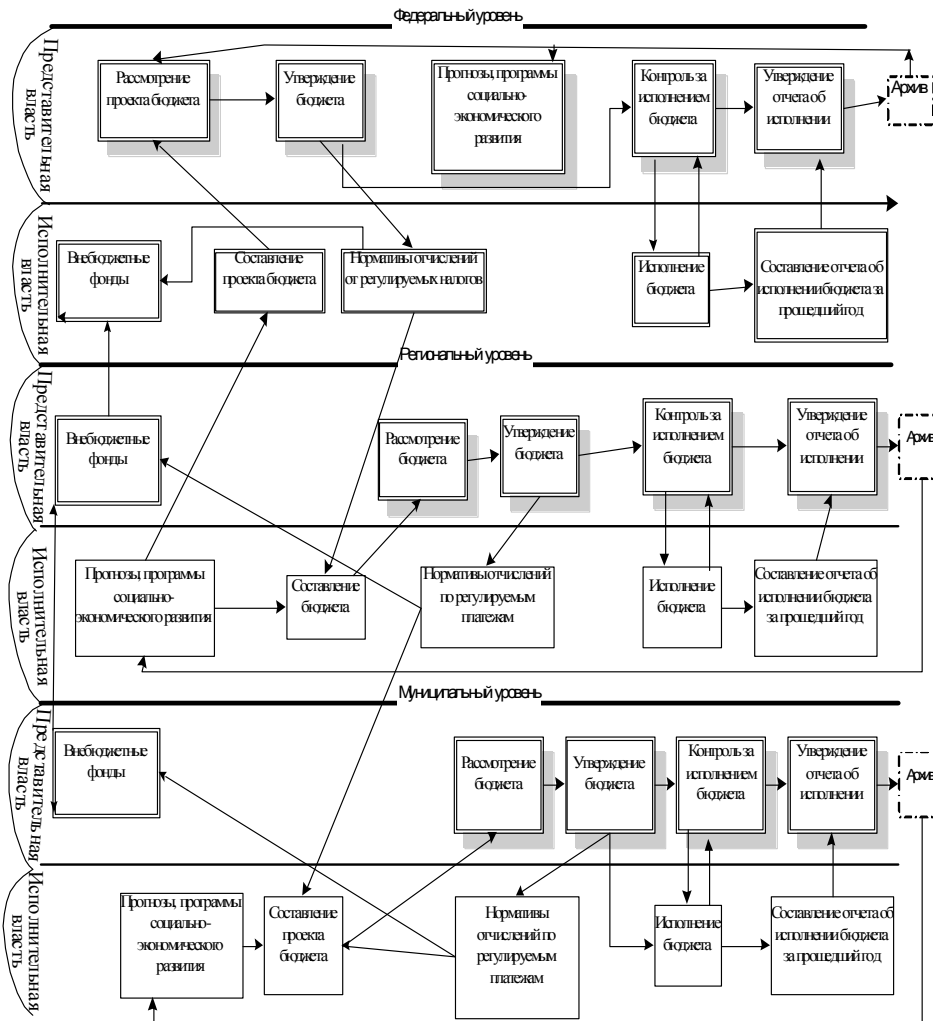 Федеральный уровень
Представительная
власть
Рассмотрение
проекта бюджета
Утверждение
бюджета
Прогнозы, программы
социально-
экономического
развития
Контроль за
исполнением
бюджета
Утверждение
отчета об
исполнении
Архив
Исполнительная
власть
Внебюджетные
фонды
Составление
проекта бюджета
Нормативы отчислений
от регулируемых налогов
Исполнение
бюджета
Составление отчета об
исполнении бюджета за
прошедший год
Региональный уровень
Представительная
власть
Внебюджетные
фонды
Рассмотрение
бюджета
Утверждение
бюджета
Контроль за
исполнением
бюджета
Утверждение
отчета об
исполнении
Архив
Исполнительная
власть
Прогнозы, программы
социально-
экономического развития
Составление
бюджета
Нормативы отчислений
по регулируемым
платежам
Исполнение
бюджета
Составление отчета об
исполнении бюджета
за прошедший год
Муниципальный уровень
Представительная
власть
Внебюджетные
фонды
Рассмотрение
бюджета
Утверждение
бюджета
Контроль за
исполнением
бюджета
Утверждение
отчета об
исполнении
Архив
Исполнительная
власть
Прогнозы, программы
социально-
экономического
развития
Составление
проекта
бюджета
Нормативы
отчислений по
регулируемым
платежам
Исполнение
бюджета
Составление отчета об
исполнении бюджета
за прошедший год